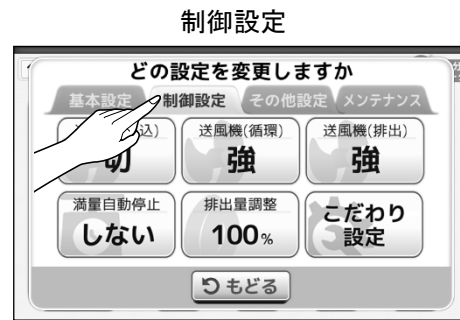 制御設定
どの設定を変更しますか
基本設定 制御設定 その他設定 メンテナンス
込) 送風機(循環) 送風機(排出)
切 強 強
満量自動停止 排出量調整 こだわり
しない 100% 設定
もどる